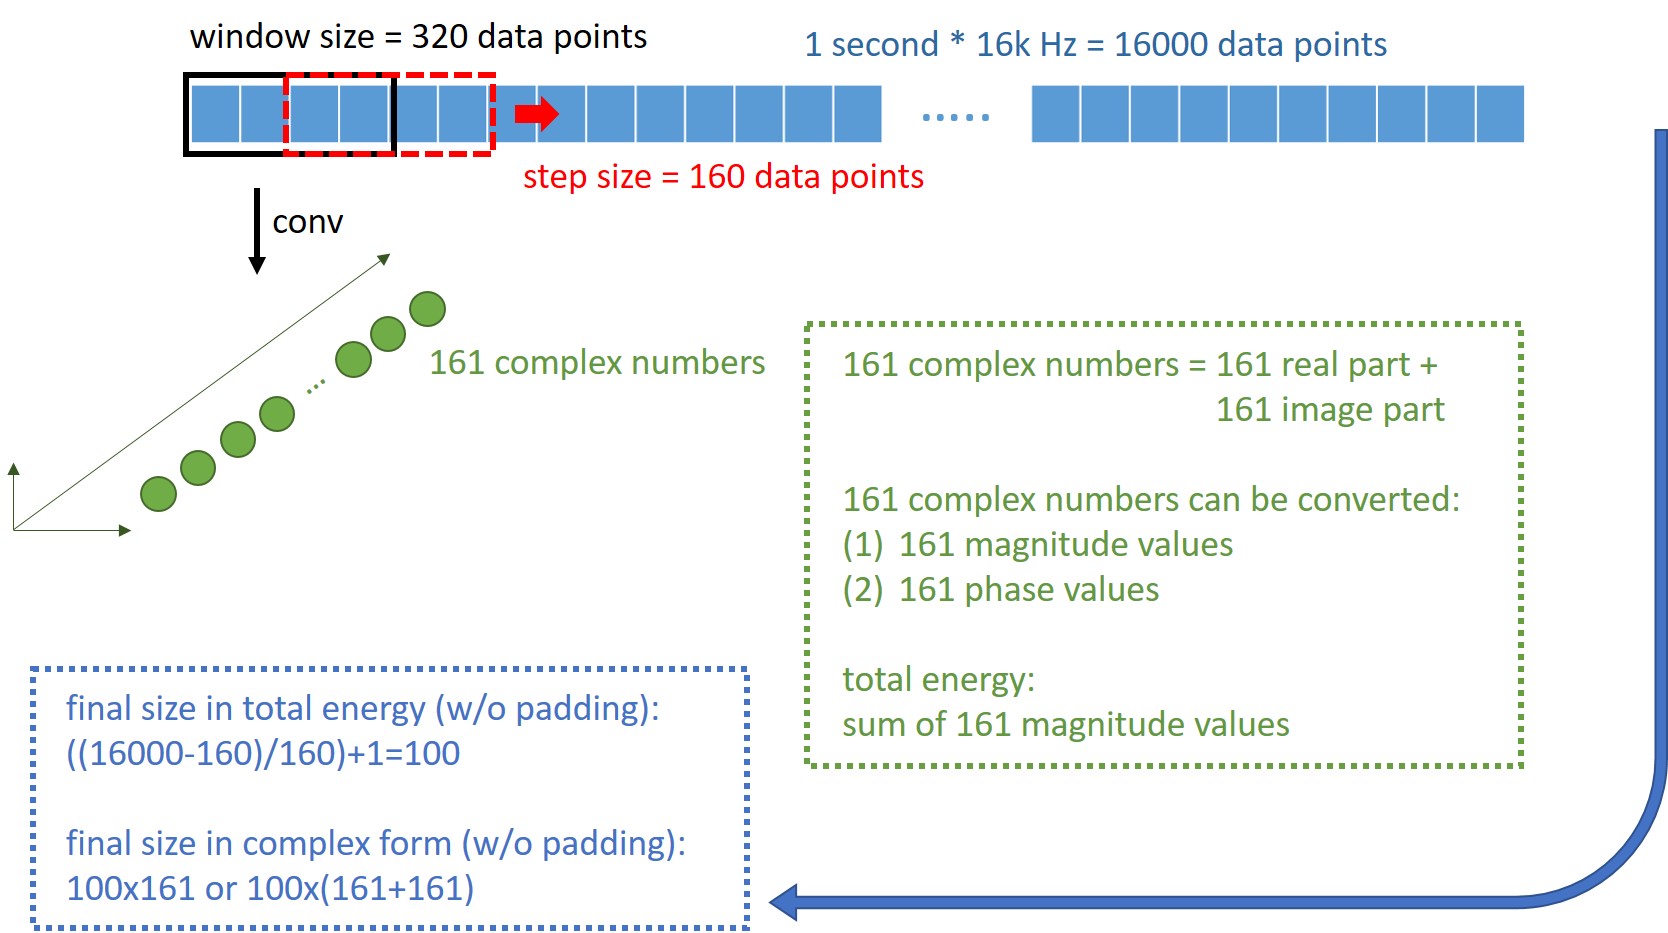 window size = 320 data points
1 second * 16k Hz = 16000 data points
.....
step size = 160 data points
conv
...
161 complex numbers
161 complex numbers = 161 real part +
161 image part
161 complex numbers can be converted:
(1) 161 magnitude values
(2) 161 phase values
total energy:
sum of 161 magnitude values
final size in total energy (w/o padding):
((16000-160)/160)+1=100
final size in complex form (w/o padding):
100x161 or 100x(161+161)